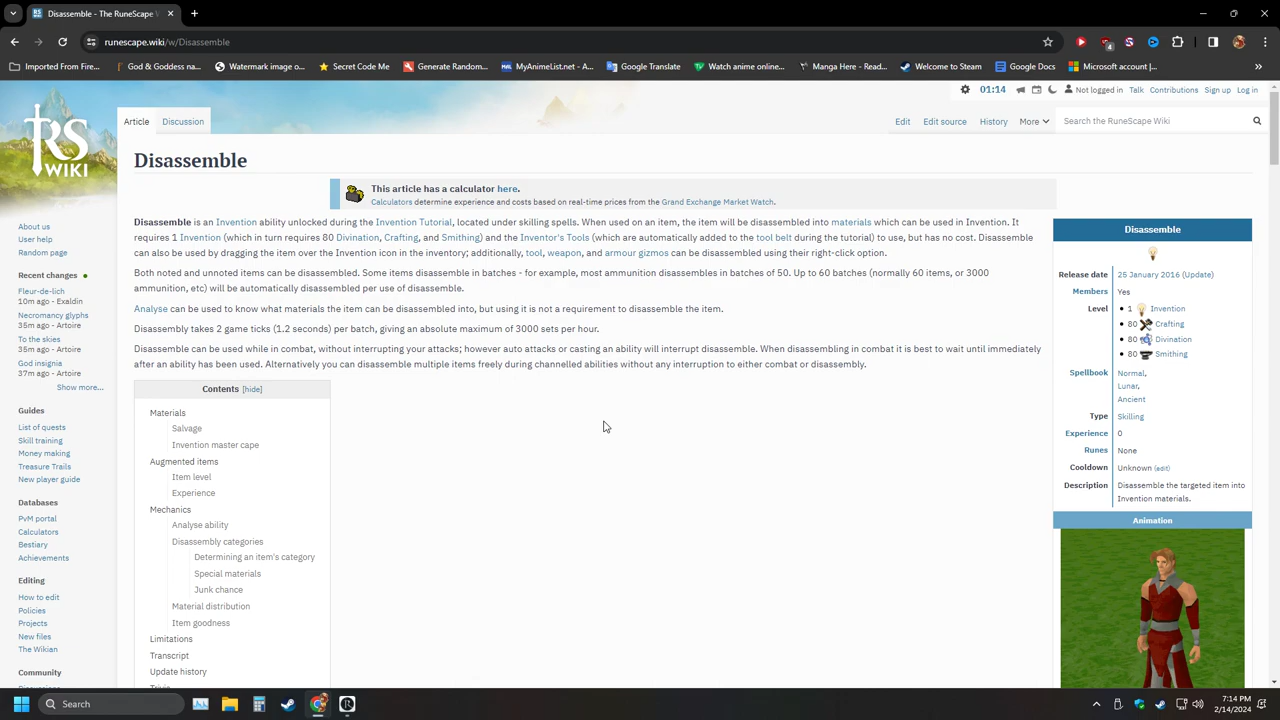 Disassemble - The RuneScape W
runescape.wiki/w/Disassemble
4
Imported From Fire...
God & Goddess na...
Watermark image o...
Secret Code Me
Generate Random...
MyAnimeList.net - A...
Google Translate
Watch anime online...
Manga Here - Read...
Welcome to Steam
Google Docs
Microsoft account |...
01:14
Not logged in
Talk
Contributions
Sign up
Log in
RS
WIKI
Article
Discussion
Edit
Edit source
History
More
Search the RuneScape Wiki
Disassemble
This article has a calculator here.
Calculators determine experience and costs based on real-time prices from the Grand Exchange Market Watch.
Disassemble is an Invention ability unlocked during the Invention Tutorial, located under skilling spells. When used on an item, the item will be disassembled into materials which can be used in Invention. It
requires 1 Invention (which in turn requires 80 Divination, Crafting, and Smithing) and the Inventor's Tools (which are automatically added to the tool belt during the tutorial) to use, but has no cost. Disassemble
can also be used by dragging the item over the Invention icon in the inventory; additionally, tool, weapon, and armour gizmos can be disassembled using their right-click option.
Both noted and unnoted items can be disassembled. Some items disassemble in batches - for example, most ammunition disassembles in batches of 50. Up to 60 batches (normally 60 items, or 3000
ammunition, etc) will be automatically disassembled per use of disassemble.
Analyse can be used to know what materials the item can be disassembled into, but using it is not a requirement to disassemble the item.
Disassembly takes 2 game ticks (1.2 seconds) per batch, giving an absolute maximum of 3000 sets per hour.
Disassemble can be used while in combat, without interrupting your attacks; however auto attacks or casting an ability will interrupt disassemble. When disassembling in combat it is best to wait until immediately
after an ability has been used. Alternatively you can disassemble multiple items freely during channelled abilities without any interruption to either combat or disassembly.
Contents [hide]
Materials
Salvage
Invention master cape
Augmented items
Item level
Experience
Mechanics
Analyse ability
Disassembly categories
Determining an item's category
Special materials
Junk chance
Material distribution
Item goodness
Limitations
Transcript
Update history
Trivia
About us
User help
Random page
Recent changes
Fleur-de-lich
10m ago - Exaldin
Necromancy glyphs
35m ago - Artoire
To the skies
35m ago - Artoire
God insignia
37m ago - Artoire
Show more...
Guides
List of quests
Skill training
Money making
Treasure Trails
New player guide
Databases
PvM portal
Calculators
Bestiary
Achievements
Editing
How to edit
Policies
Projects
New files
The Wikian
Community
Discussions
Disassemble
Release date 25 January 2016 (Update)
Members Yes
Level 1 Invention
80 Crafting
80 Divination
80 Smithing
Spellbook Normal,
Lunar,
Ancient
Type Skilling
Experience 0
Runes None
Cooldown Unknown (edit)
Description Disassemble the targeted item into
Invention materials.
Animation
Search
7:14 PM
2/14/2024